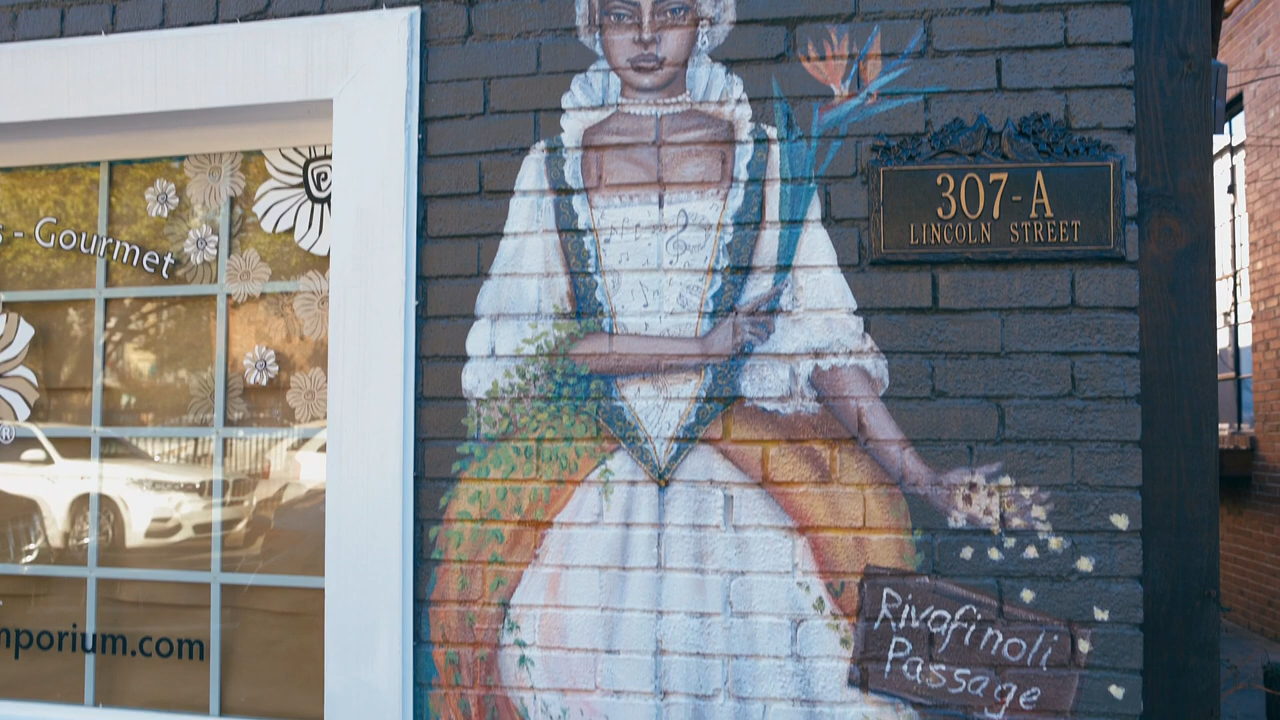 - Gourmet
®
mporium.com
307-A
LINCOLN STREET
Rivafinoli
Passage